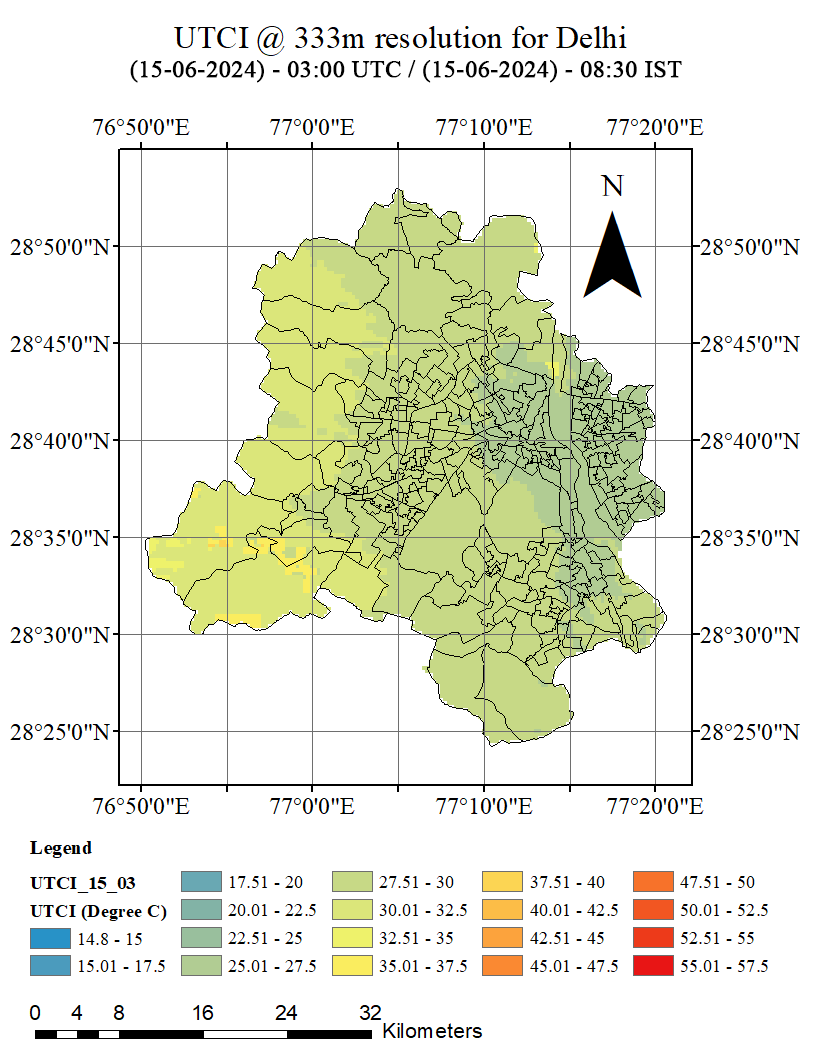 UTCI @ 333m resolution for Delhi
(15-06-2024) - 03:00 UTC / (15-06-2024) - 08:30 IST
76°50'0"E 77°0'0"E 77°10'0"E 77°20'0"E
N
28°50'0"N 28°50'0"N
28°45'0"N 28°45'0"N
28°40'0"N 28°40'0"N
28°35'0"N 28°35'0"N
28°30'0"N 28°30'0"N
28°25'0"N 28°25'0"N
76°50'0"E 77°0'0"E 77°10'0"E 77°20'0"E
Legend
UTCI_15_03 17.51 - 20 27.51 - 30 37.51 - 40 47.51 - 50
UTCI (Degree C) 20.01 - 22.5 30.01 - 32.5 40.01 - 42.5 50.01 - 52.5
14.8 - 15 22.51 - 25 32.51 - 35 42.51 - 45 52.51 - 55
15.01 - 17.5 25.01 - 27.5 35.01 - 37.5 45.01 - 47.5 55.01 - 57.5
0 4 8 16 24 32
Kilometers